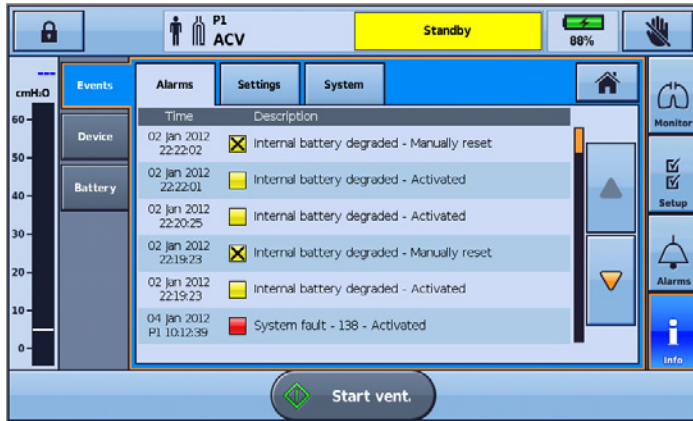 P1
ACV
Standby
88%
---
cmH2O
60
50
40
30
20
10
0
Events
Device
Battery
Alarms
Settings
System
Time Description
02 Jan 2012
22:22:02
Internal battery degraded - Manually reset
02 Jan 2012
22:22:01
Internal battery degraded - Activated
02 Jan 2012
22:20:25
Internal battery degraded - Activated
02 Jan 2012
22:19:23
Internal battery degraded - Manually reset
02 Jan 2012
22:19:23
Internal battery degraded - Activated
04 Jan 2012
P1 10:12:39
System fault - 138 - Activated
Monitor
Setup
Alarms
i
Info
Start vent.